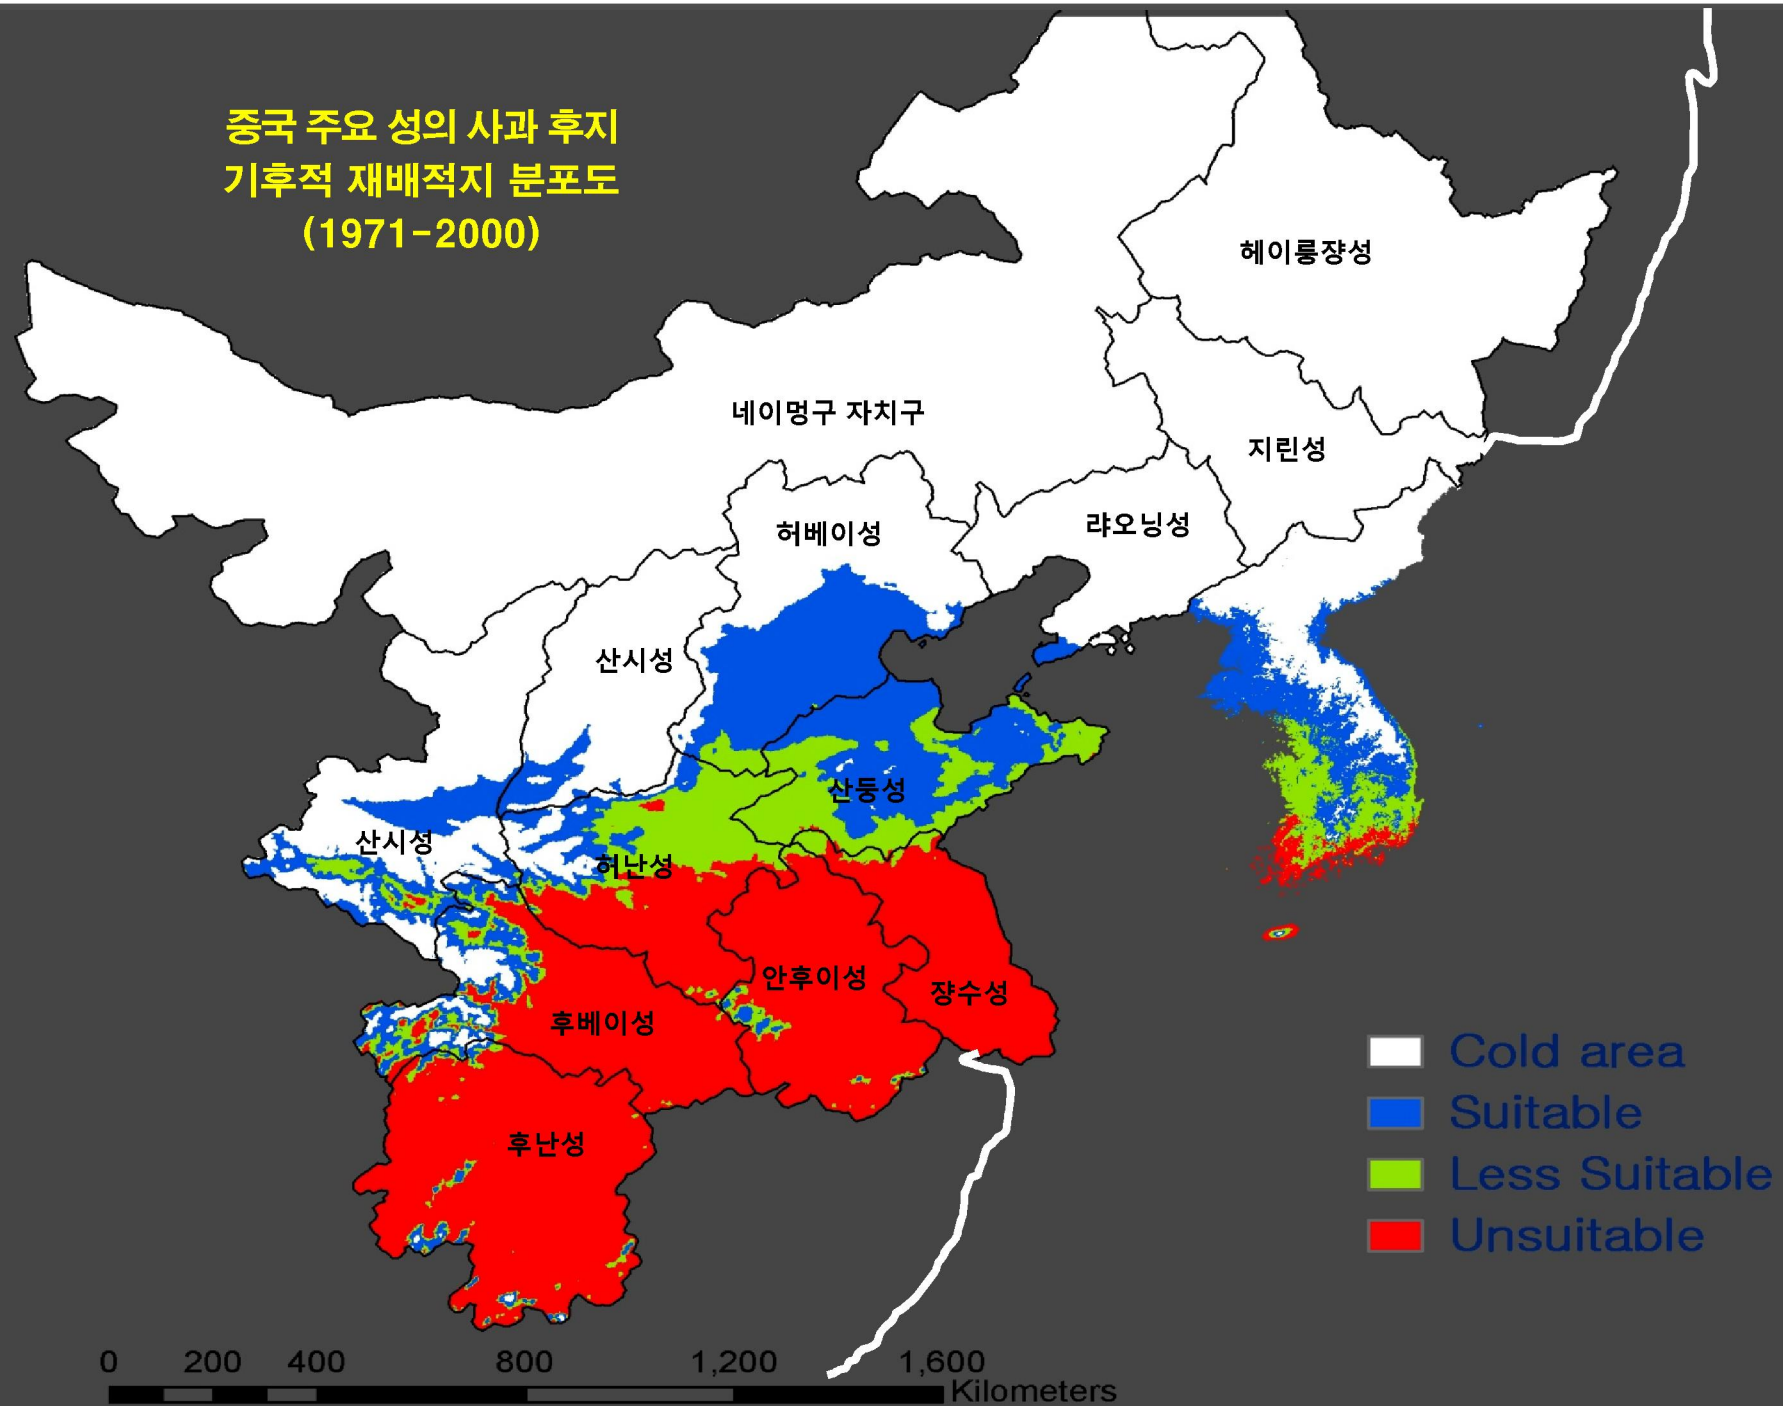 중국 주요 성의 사과 후지
기후적 재배적지 분포도
(1971-2000)
헤이룽쟝성
네이멍구 자치구
지린성
허베이성
랴오닝성
산시성
산둥성
산시성
허난성
안후이성
쟝수성
후베이성
후난성
Cold area
Suitable
Less Suitable
Unsuitable
0 200 400 800 1,200 1,600
Kilometers